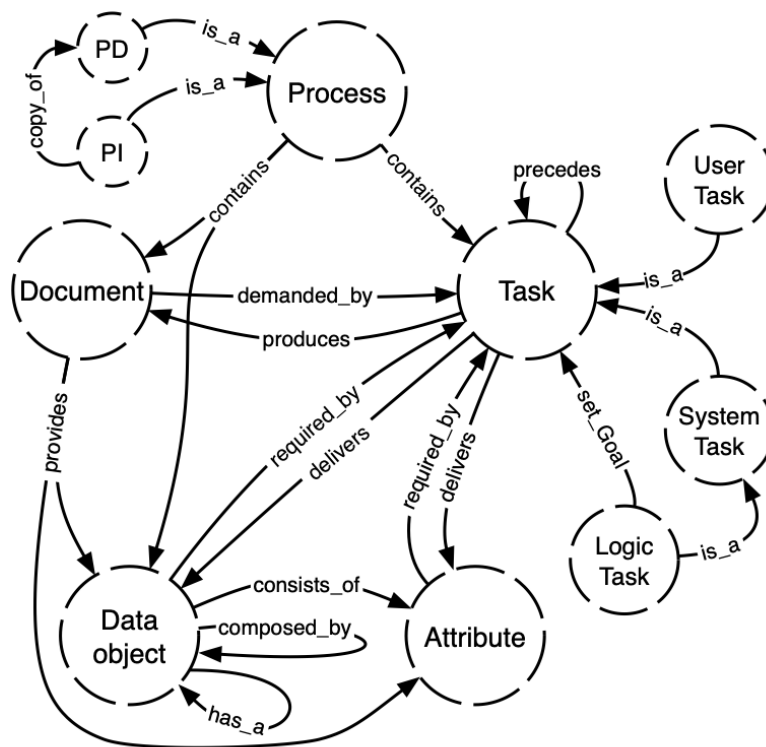 PD
is_a
Process
copy_of
is_a
PI
contains
contains
precedes
User
Task
Document
demanded_by
Task
is_a
produces
is_a
provides
required_by
delivers
required_by
delivers
set_Goal
System
Task
Logic
Task
is_a
Data
object
consists_of
composed_by
has_a
Attribute